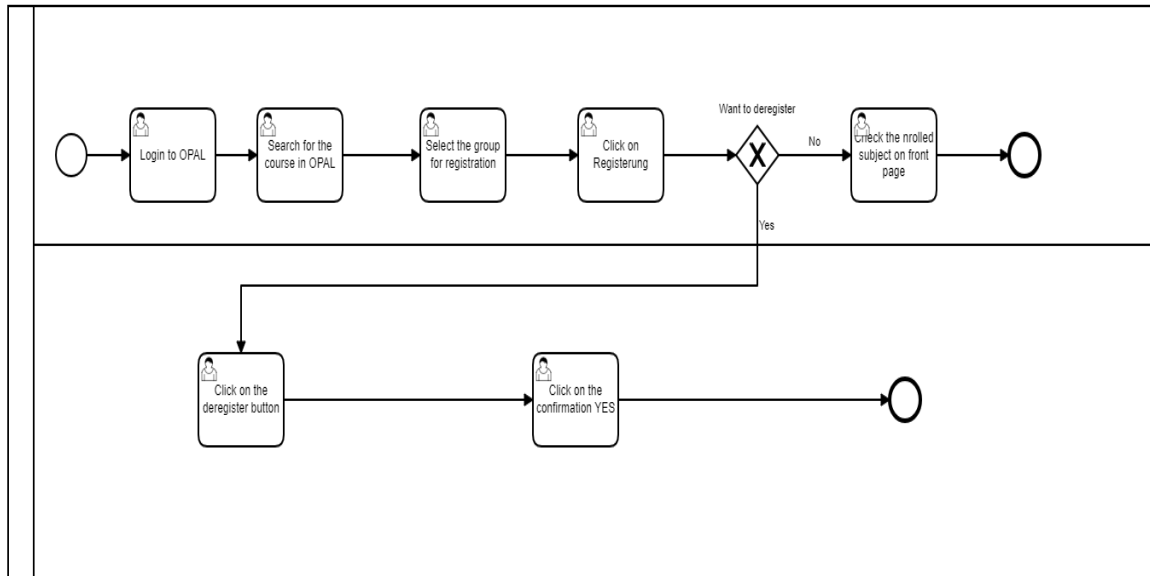 Want to deregister
Login to OPAL
Search for the
course in OPAL
Select the group
for registration
Click on
Registerung
No
Check the nrolled
subject on front
page
Yes
Click on the
deregister button
Click on the
confirmation YES